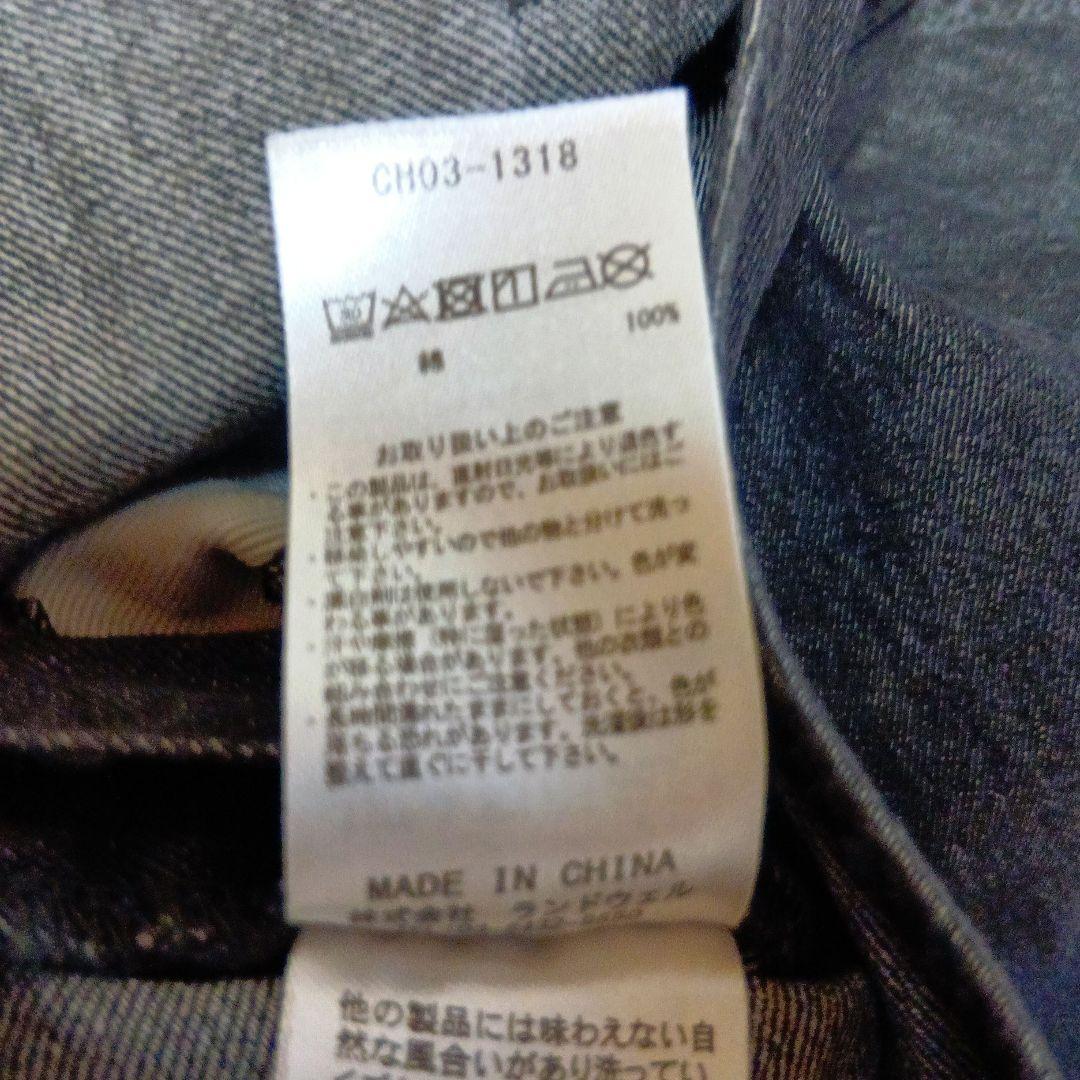 CH03-1318
綿 100%
お取り扱い上のご注意
・この製品は、直射日光等により退色す
る事がありますので、お取扱いにはご
注意下さい。
・移染しやすいので他の物と分けて洗っ
て下さい。
・漂白剤は使用しないで下さい。色が変
わる事があります。
・汗や摩擦（特に湿った状態）により色
が移る場合があります。他の衣類との
組み合わせにご注意ください。
・長時間濡れたままにしておくと、色が
落ちる恐れがあります。洗濯後は形を
整えて直ぐに干して下さい。
MADE IN CHINA
株式会社 ランドウェル
他の製品には味わえない自
然な風合いがあり洗ってい